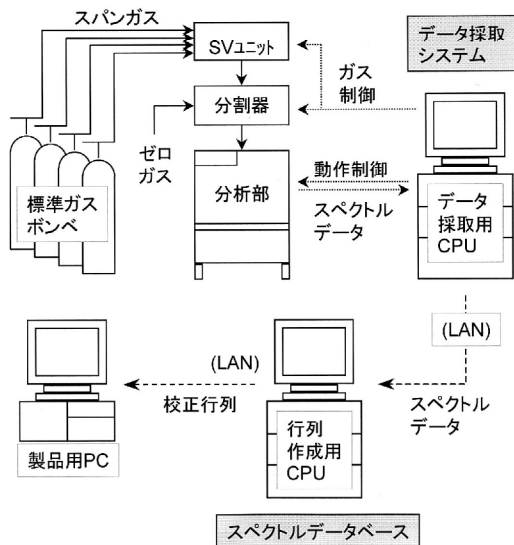 スパンガス
SVユニット
データ採取
システム
ガス
制御
分割器
ゼロ
ガス
標準ガス
ボンベ
分析部
動作制御
スペクトル
データ
データ
採取用
CPU
(LAN)
(LAN)
校正行列
スペクトル
データ
行列
作成用
CPU
製品用PC
スペクトルデータベース